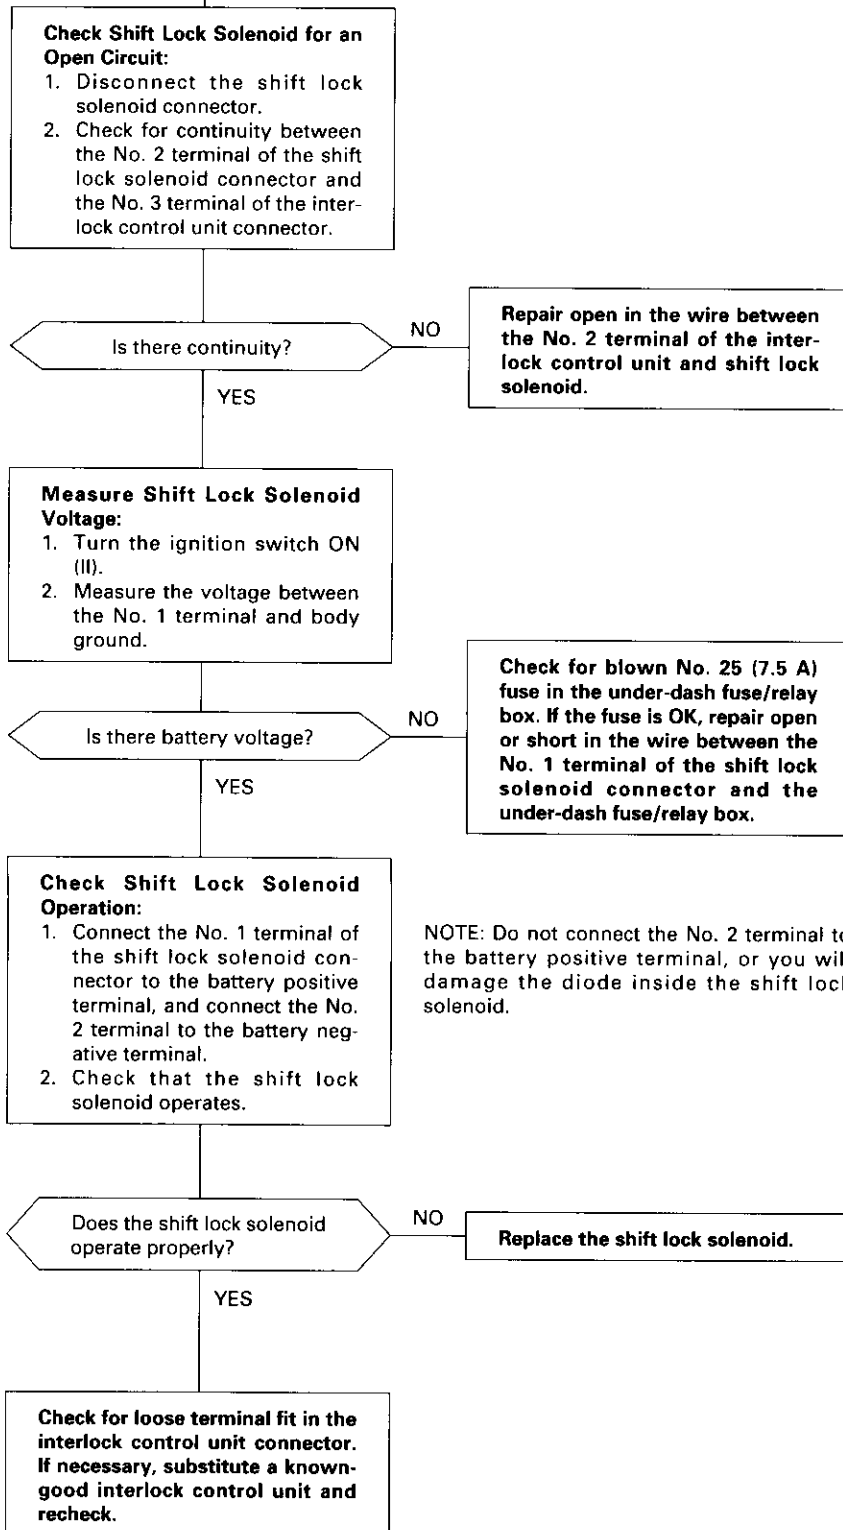 Check Shift Lock Solenoid for an
Open Circuit:
1. Disconnect the shift lock
solenoid connector.
2. Check for continuity between
the No. 2 terminal of the shift
lock solenoid connector and
the No. 3 terminal of the inter-
lock control unit connector.
Is there continuity?
NO
Repair open in the wire between
the No. 2 terminal of the inter-
lock control unit and shift lock
solenoid.
YES
Measure Shift Lock Solenoid
Voltage:
1. Turn the ignition switch ON
(II).
2. Measure the voltage between
the No. 1 terminal and body
ground.
Is there battery voltage?
NO
Check for blown No. 25 (7.5 A)
fuse in the under-dash fuse/relay
box. If the fuse is OK, repair open
or short in the wire between the
No. 1 terminal of the shift lock
solenoid connector and the
under-dash fuse/relay box.
YES
Check Shift Lock Solenoid
Operation:
1. Connect the No. 1 terminal of
the shift lock solenoid con-
nector to the battery positive
terminal, and connect the No.
2 terminal to the battery neg-
ative terminal.
2. Check that the shift lock
solenoid operates.
NOTE: Do not connect the No. 2 terminal to
the battery positive terminal, or you wil
damage the diode inside the shift lock
solenoid.
Does the shift lock solenoid
operate properly?
NO
Replace the shift lock solenoid.
YES
Check for loose terminal fit in the
interlock control unit connector.
If necessary, substitute a known-
good interlock control unit and
recheck.